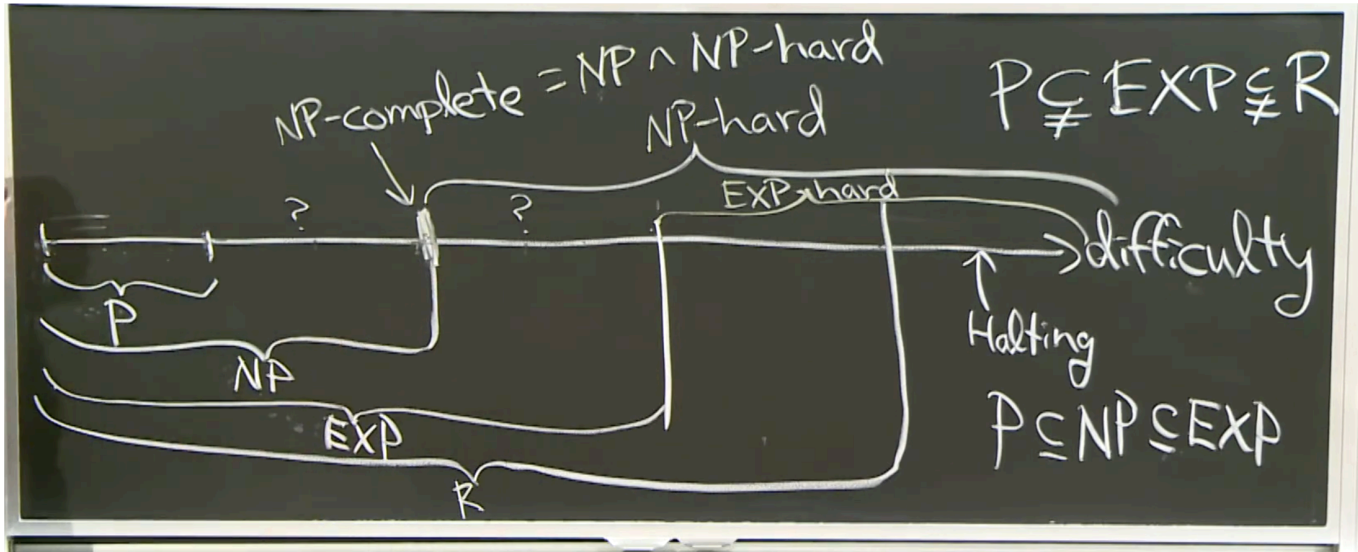 NP-complete = NP ∩ NP-hard
P ⊊ EXP ⊊ R
NP-hard
EXP-hard
? ?
difficulty
P
Halting
NP
EXP
P ⊆ NP ⊆ EXP
R